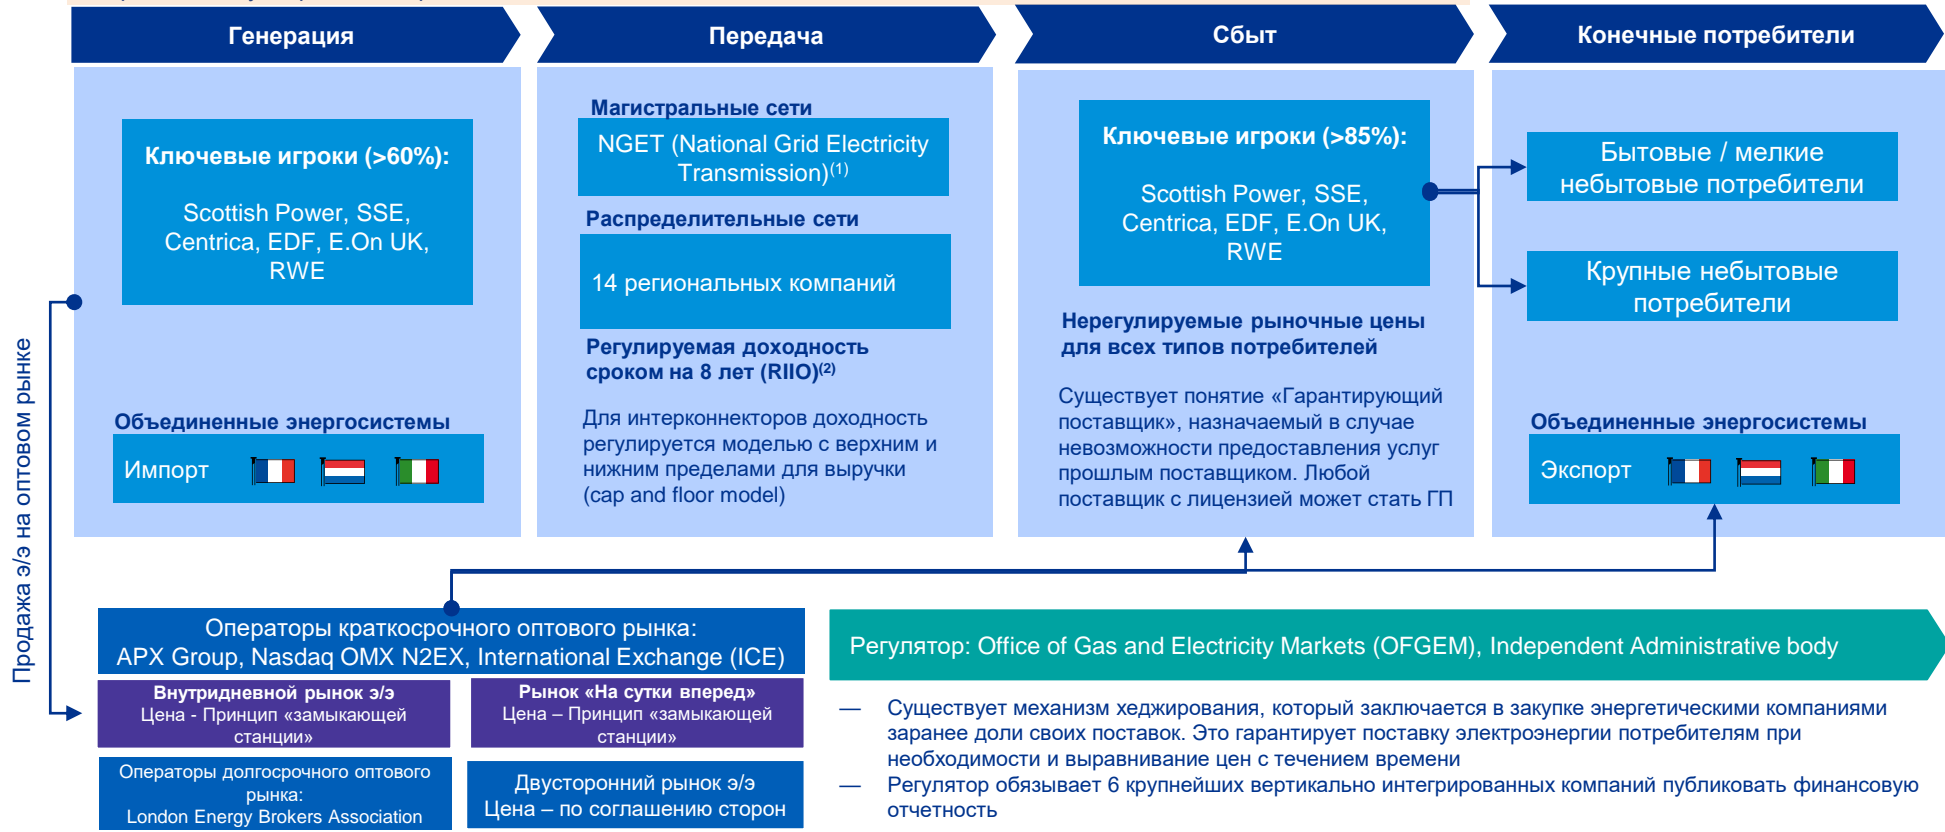 Генерация
Передача
Сбыт
Конечные потребители
Ключевые игроки (>60%):
Scottish Power, SSE,
Centrica, EDF, E.On UK,
RWE
Объединенные энергосистемы
Импорт
Магистральные сети
NGET (National Grid Electricity
Transmission)(1)
Распределительные сети
14 региональных компаний
Регулируемая доходность
сроком на 8 лет (RIIO)(2)
Для интерконнекторов доходность
регулируется моделью с верхним и
нижним пределами для выручки
(cap and floor model)
Ключевые игроки (>85%):
Scottish Power, SSE,
Centrica, EDF, E.On UK,
RWE
Нерегулируемые рыночные цены
для всех типов потребителей
Существует понятие «Гарантирующий
поставщик», назначаемый в случае
невозможности предоставления услуг
прошлым поставщиком. Любой
поставщик с лицензией может стать ГП
Бытовые / мелкие
небытовые потребители
Крупные небытовые
потребители
Объединенные энергосистемы
Экспорт
Продажа э/э на оптовом рынке
Операторы краткосрочного оптового рынка:
APX Group, Nasdaq OMX N2EX, International Exchange (ICE)
Внутридневной рынок э/э
Цена - Принцип «замыкающей
станции»
Рынок «На сутки вперед»
Цена – Принцип «замыкающей
станции»
Операторы долгосрочного оптового
рынка:
London Energy Brokers Association
Двусторонний рынок э/э
Цена – по соглашению сторон
Регулятор: Office of Gas and Electricity Markets (OFGEM), Independent Administrative body
— Существует механизм хеджирования, который заключается в закупке энергетическими компаниями
заранее доли своих поставок. Это гарантирует поставку электроэнергии потребителям при
необходимости и выравнивание цен с течением времени
— Регулятор обязывает 6 крупнейших вертикально интегрированных компаний публиковать финансовую
отчетность